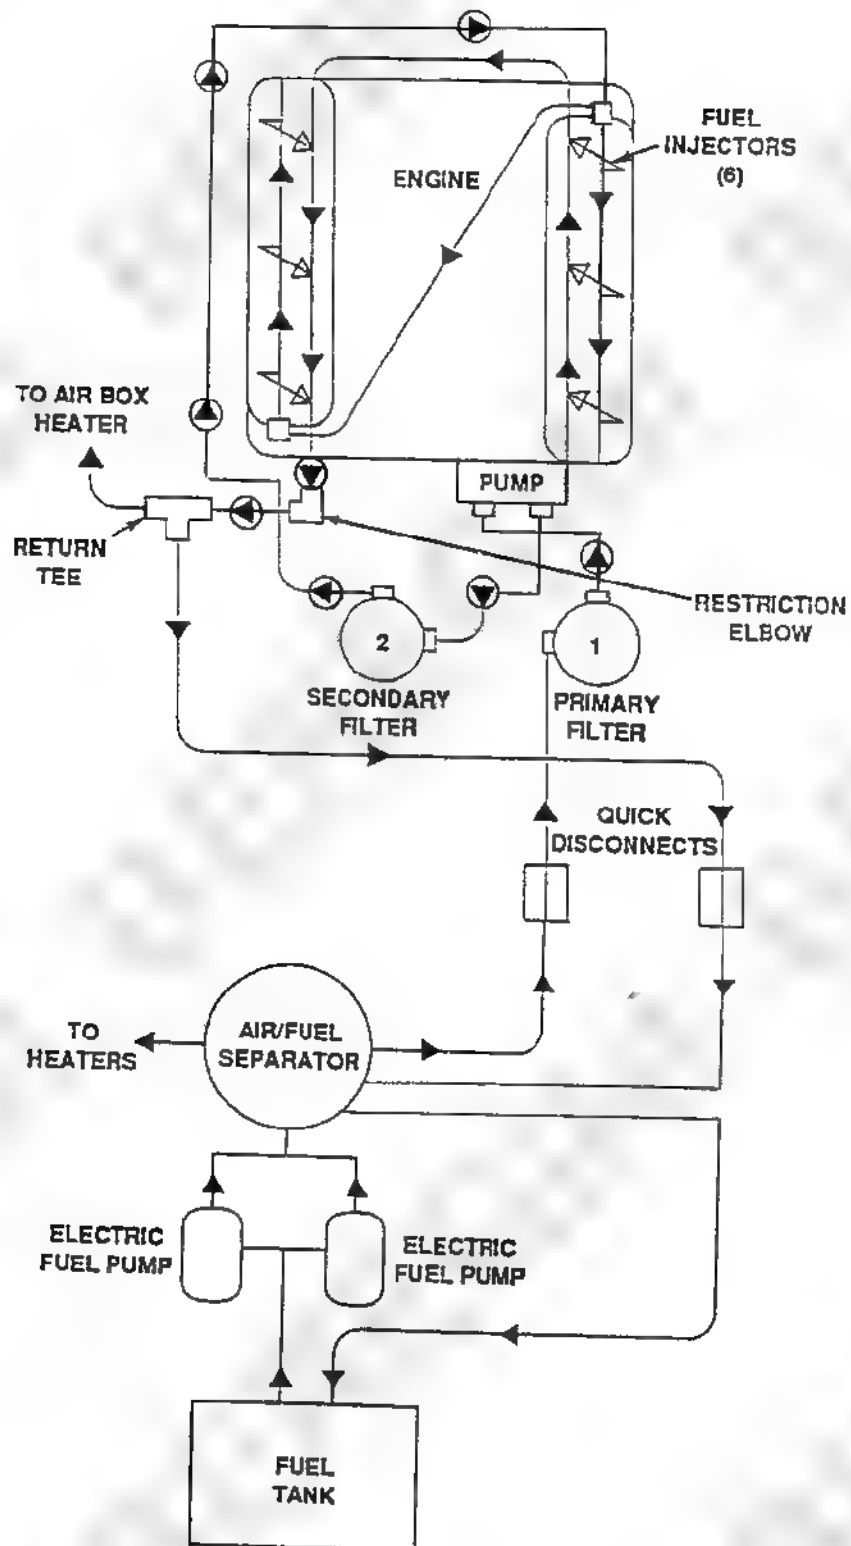 FUEL
INJECTORS
(6)
ENGINE
TO AIR BOX
HEATER
PUMP
RETURN
TEE
RESTRICTION
ELBOW
2
1
SECONDARY
FILTER
PRIMARY
FILTER
QUICK
DISCONNECTS
TO
HEATERS
AIR/FUEL
SEPARATOR
ELECTRIC
FUEL PUMP
ELECTRIC
FUEL PUMP
FUEL
TANK